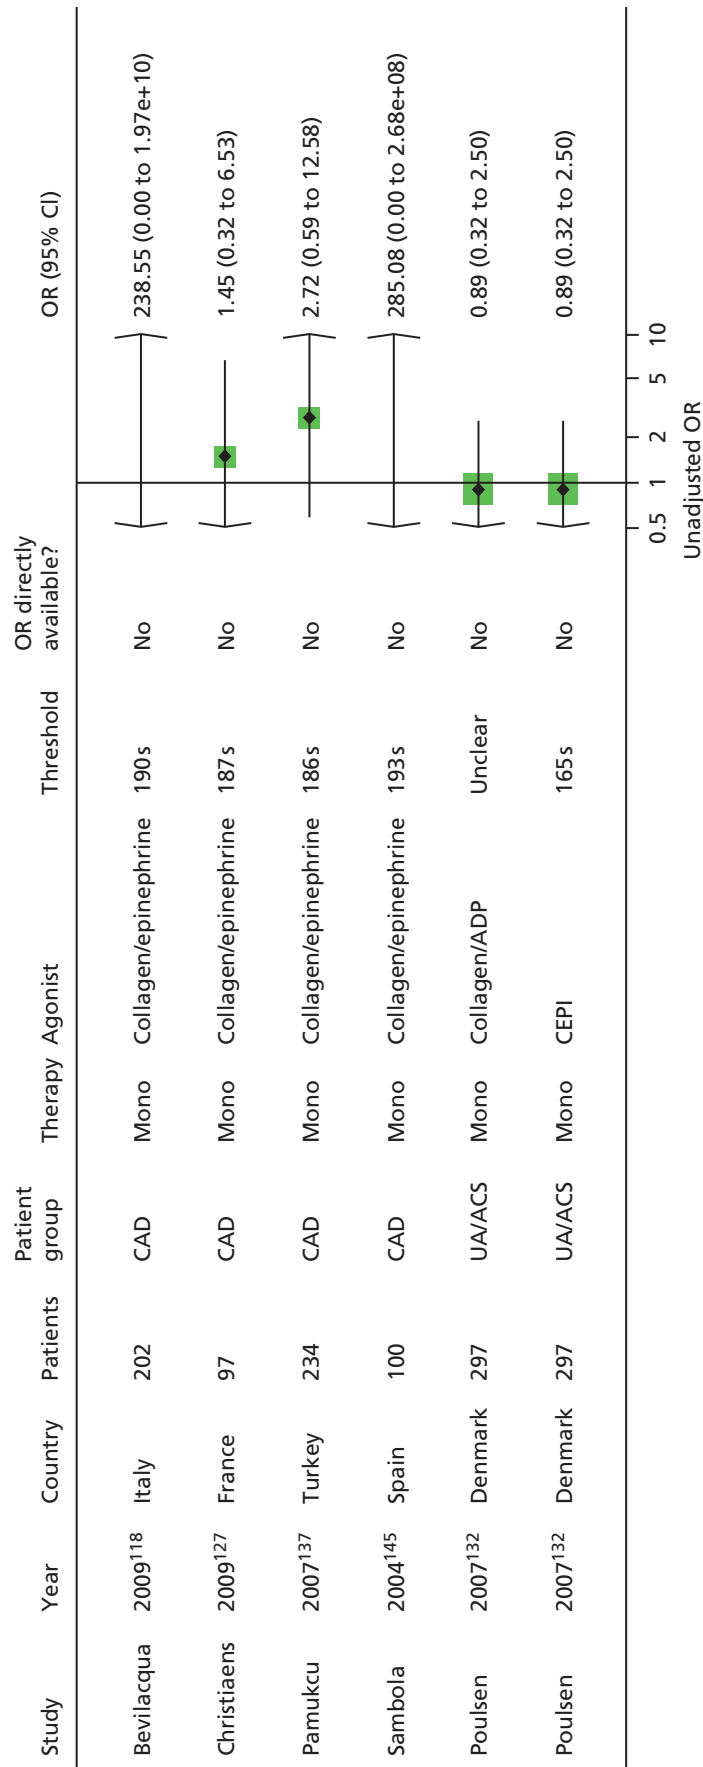 Study Year Country Patients Patient group Therapy Agonist Threshold OR directly available? OR (95% CI)
Bevilacqua 2009118 Italy 202 CAD Mono Collagen/epinephrine 190s No 238.55 (0.00 to 1.97e+10)
Christiaens 2009127 France 97 CAD Mono Collagen/epinephrine 187s No 1.45 (0.32 to 6.53)
Pamukcu 2007137 Turkey 234 CAD Mono Collagen/epinephrine 186s No 2.72 (0.59 to 12.58)
Sambola 2004145 Spain 100 CAD Mono Collagen/epinephrine 193s No 285.08 (0.00 to 2.68e+08)
Poulsen 2007132 Denmark 297 UA/ACS Mono Collagen/ADP Unclear No 0.89 (0.32 to 2.50)
Poulsen 2007132 Denmark 297 UA/ACS Mono CEPI 165s No 0.89 (0.32 to 2.50)
0.5 1 2 5 10
Unadjusted OR